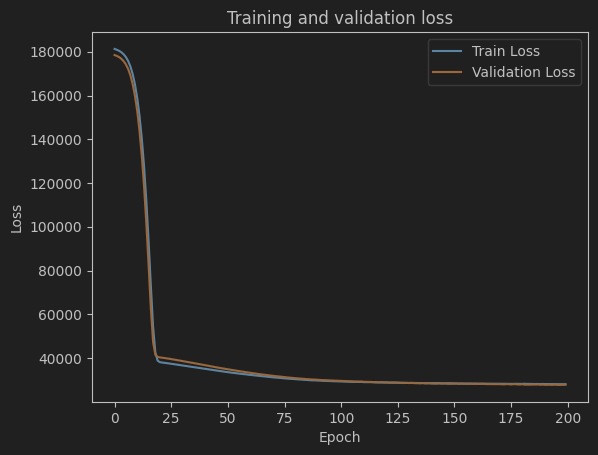 Training and validation loss
Train Loss
Validation Loss
180000
160000
140000
120000
100000
80000
60000
40000
Loss
0 25 50 75 100 125 150 175 200
Epoch